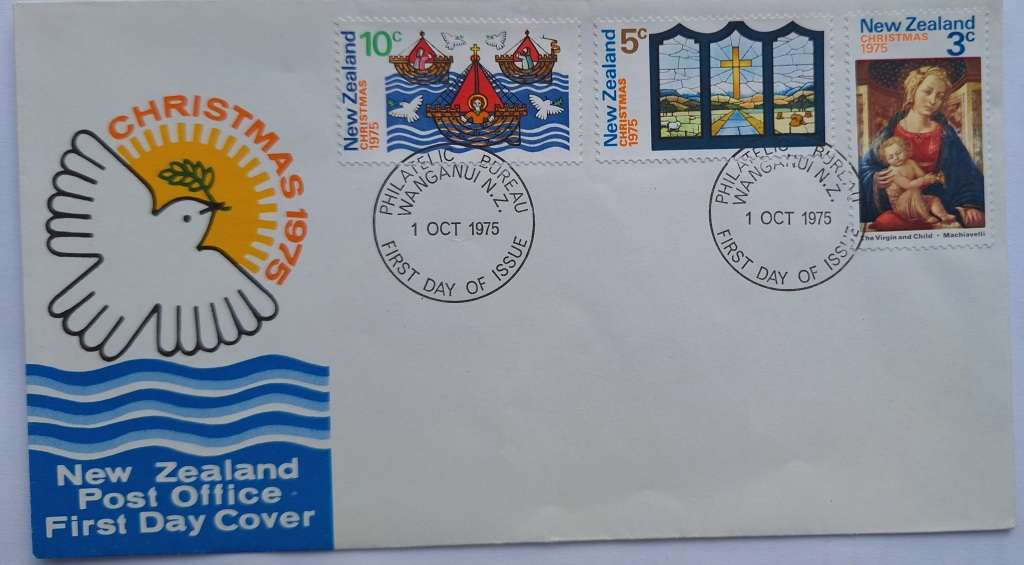 CHRISTMAS 1975
New Zealand
Post Office
First Day Cover
New Zealand
CHRISTMAS
1975
10c
New Zealand
CHRISTMAS
1975
5c
New Zealand
CHRISTMAS
1975
3c
The Virgin and Child - Machiavelli
PHILATELIC BUREAU
WANGANUI N.Z.
1 OCT 1975
FIRST DAY OF ISSUE
PHILATELIC BUREAU
WANGANUI N.Z.
1 OCT 1975
FIRST DAY OF ISSUE